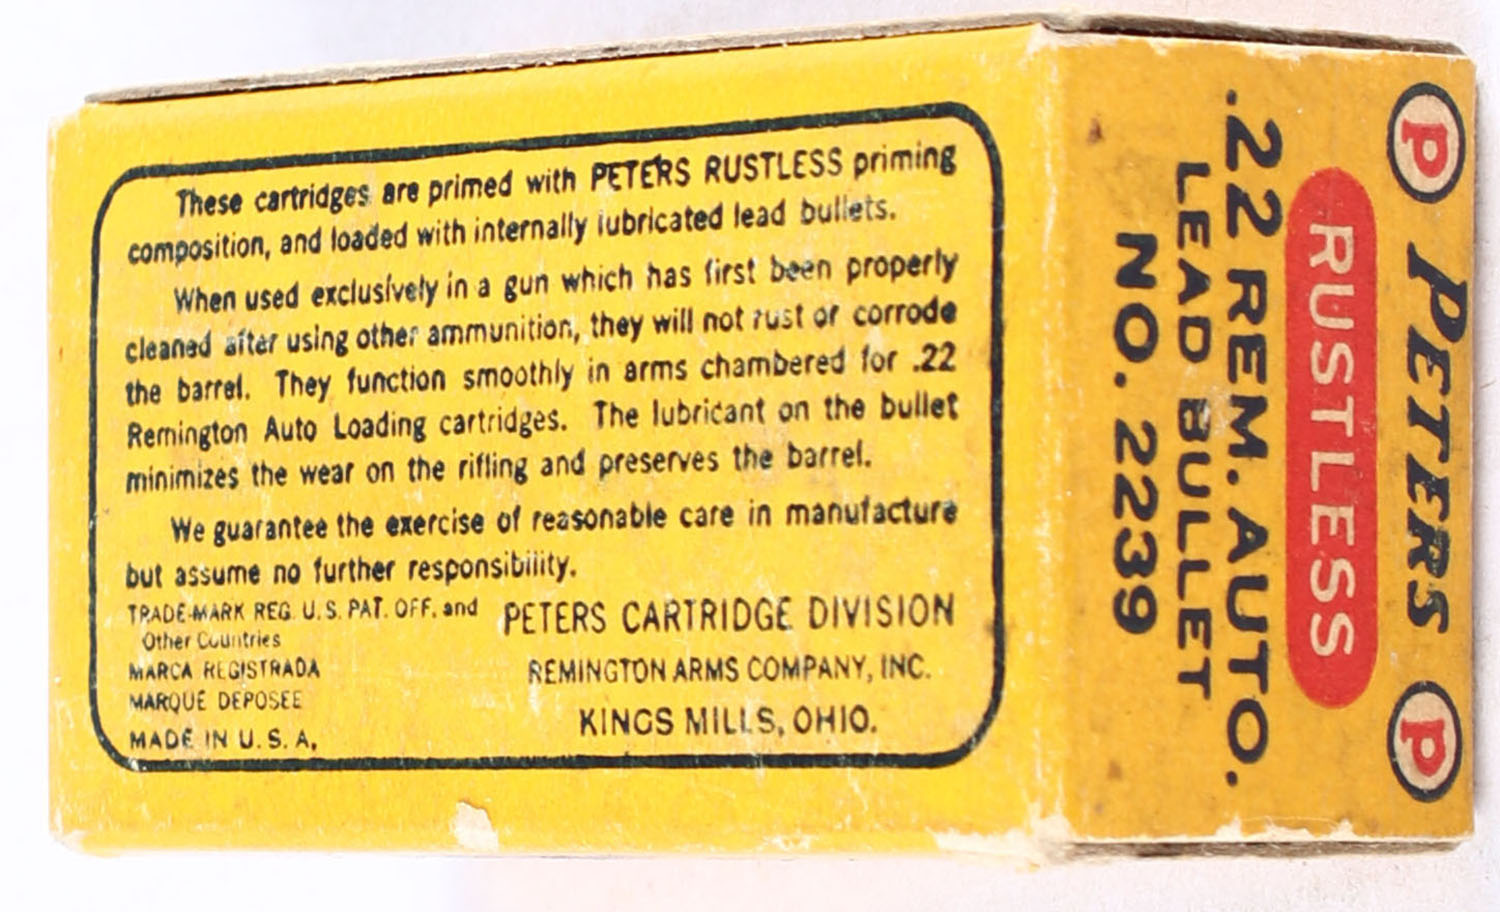 These cartridges are primed with PETERS RUSTLESS priming
composition, and loaded with internally lubricated lead bullets.
When used exclusively in a gun which has first been properly
cleaned after using other ammunition, they will not rust or corrode
the barrel. They function smoothly in arms chambered for .22
Remington Auto Loading cartridges. The lubricant on the bullet
minimizes the wear on the rifling and preserves the barrel.
We guarantee the exercise of reasonable care in manufacture
but assume no further responsibility.
TRADE-MARK REG. U.S. PAT. OFF. and
Other Countries
MARCA REGISTRADA
MARQUE DEPOSEE
MADE IN U.S.A.
PETERS CARTRIDGE DIVISION
REMINGTON ARMS COMPANY, INC.
KINGS MILLS, OHIO.
P PETERS P
RUSTLESS
.22 REM. AUTO.
LEAD BULLET
NO. 2239